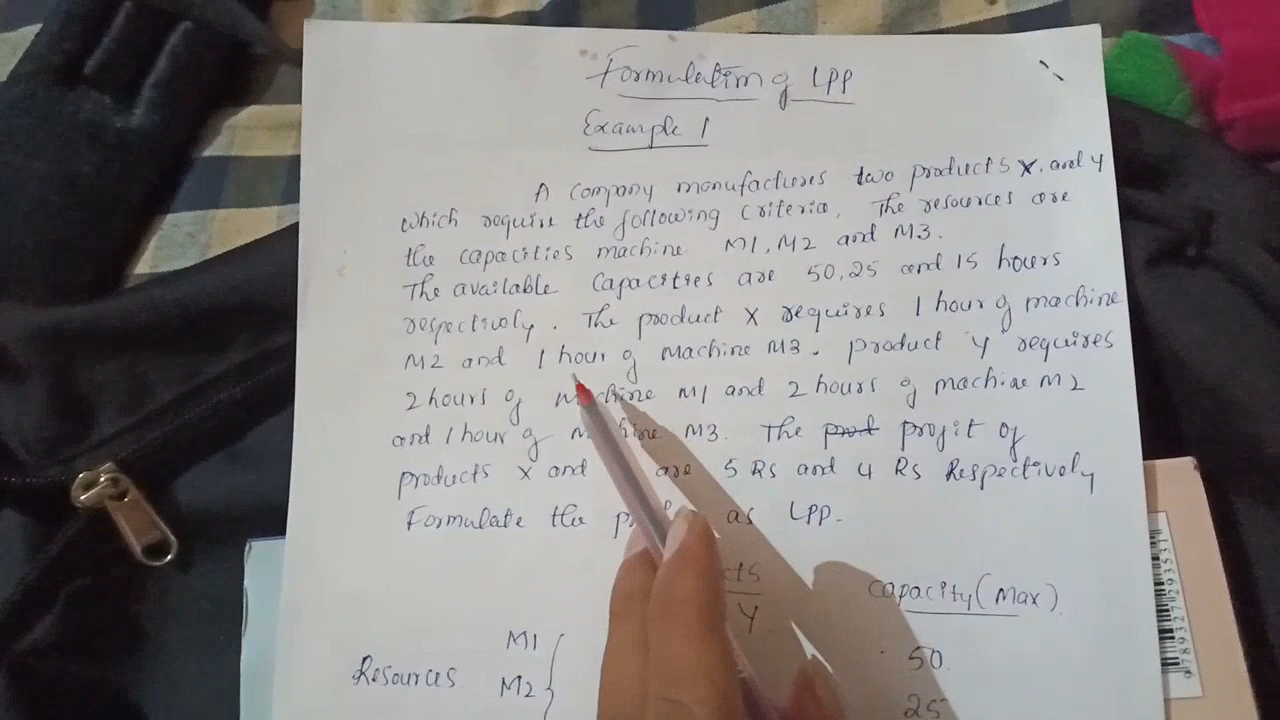 Formulation of LPP
Example 1
A company manufactures two products X, and Y
which require the following criteria. The resources are
the capacities machine M1, M2 and M3.
The available capacities are 50, 25 and 15 hours
respectively. The product X requires 1 hour of machine
M2 and 1 hour of machine M3. product Y requires
2 hours of machine M1 and 2 hours of machine M2
and 1 hour of M3. The profit of
products X and are 5 Rs and 4 Rs Respectively
Formulate the as LPP.
cts
Capacity (Max)
Y
M1
50.
Resources M2
25
9789327293531